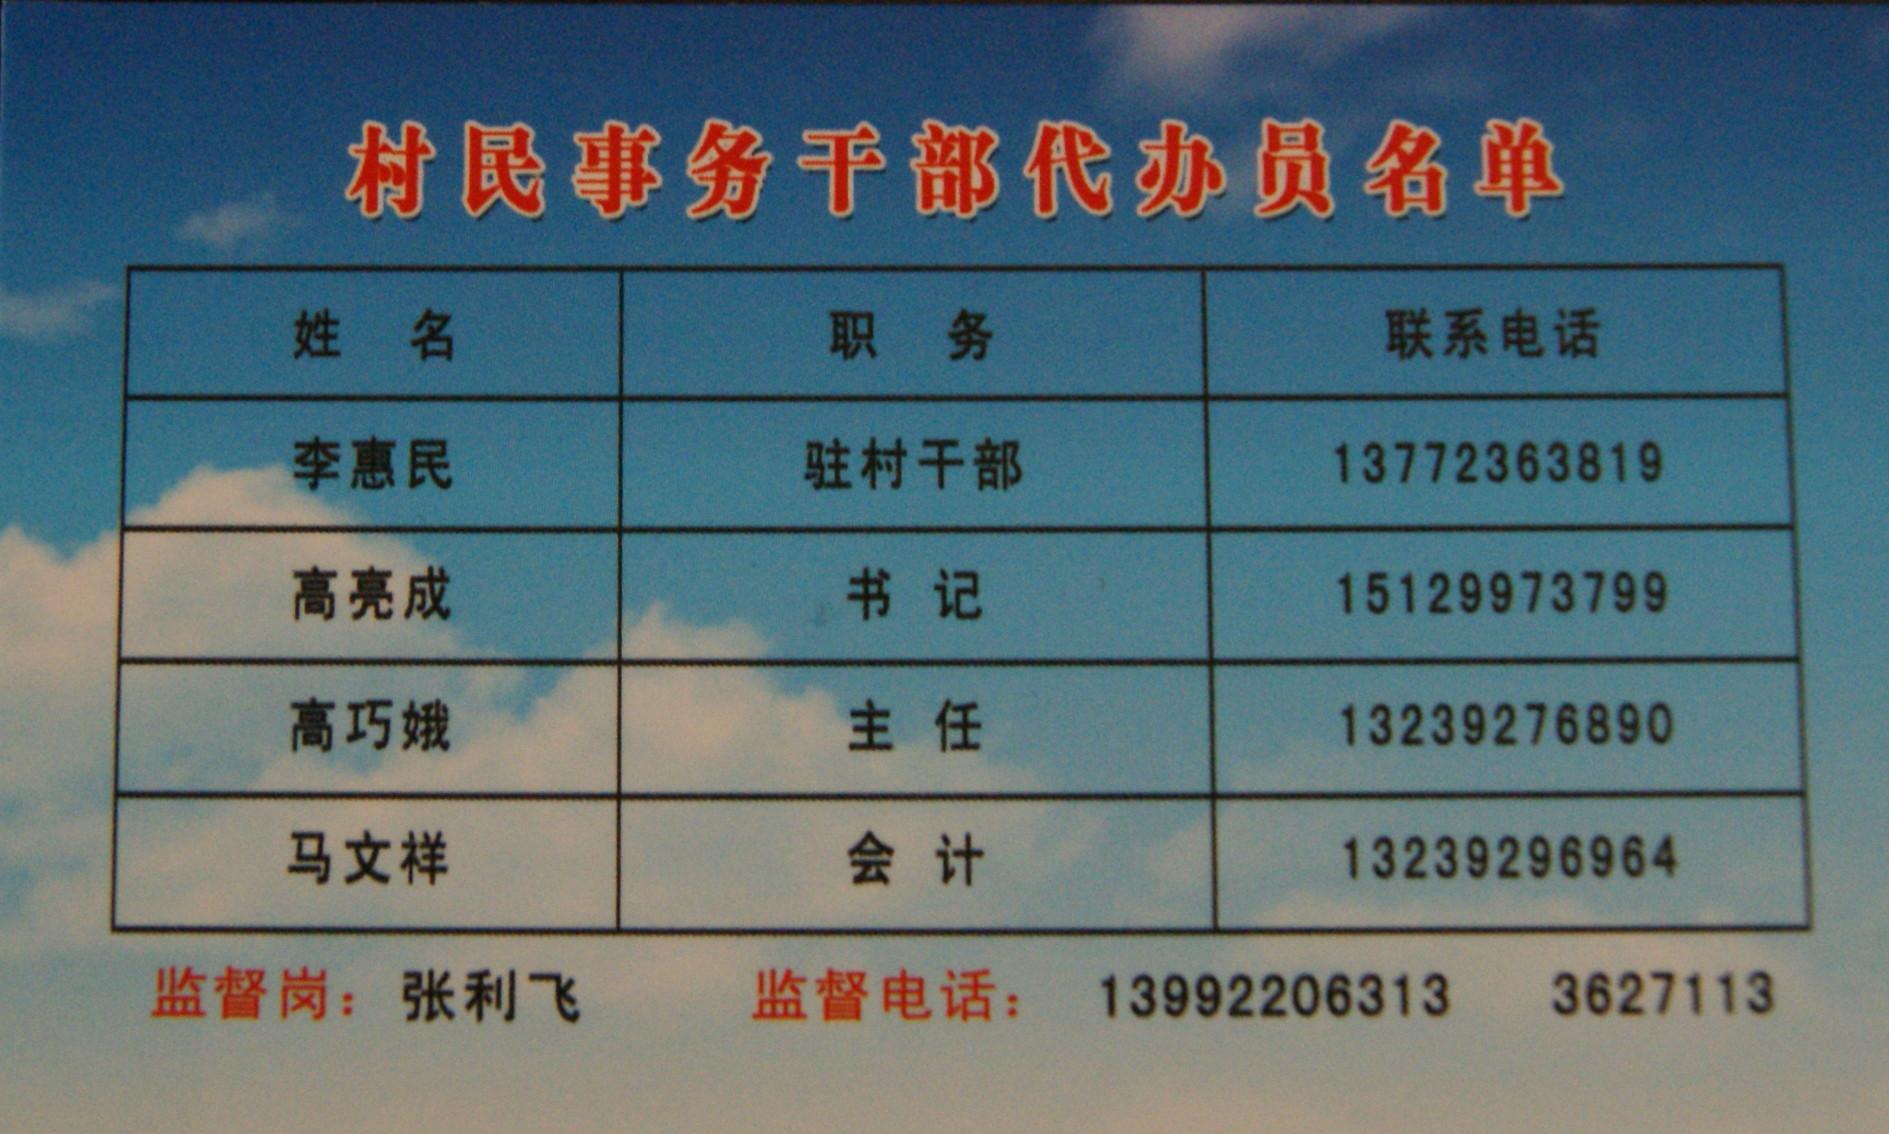 村民事务干部代办员名单
姓 名 职 务 联系电话
李惠民 驻村干部 13772363819
高亮成 书 记 15129973799
高巧娥 主 任 13239276890
马文祥 会 计 13239296964
监督岗：张利飞 监督电话： 13992206313 3627113